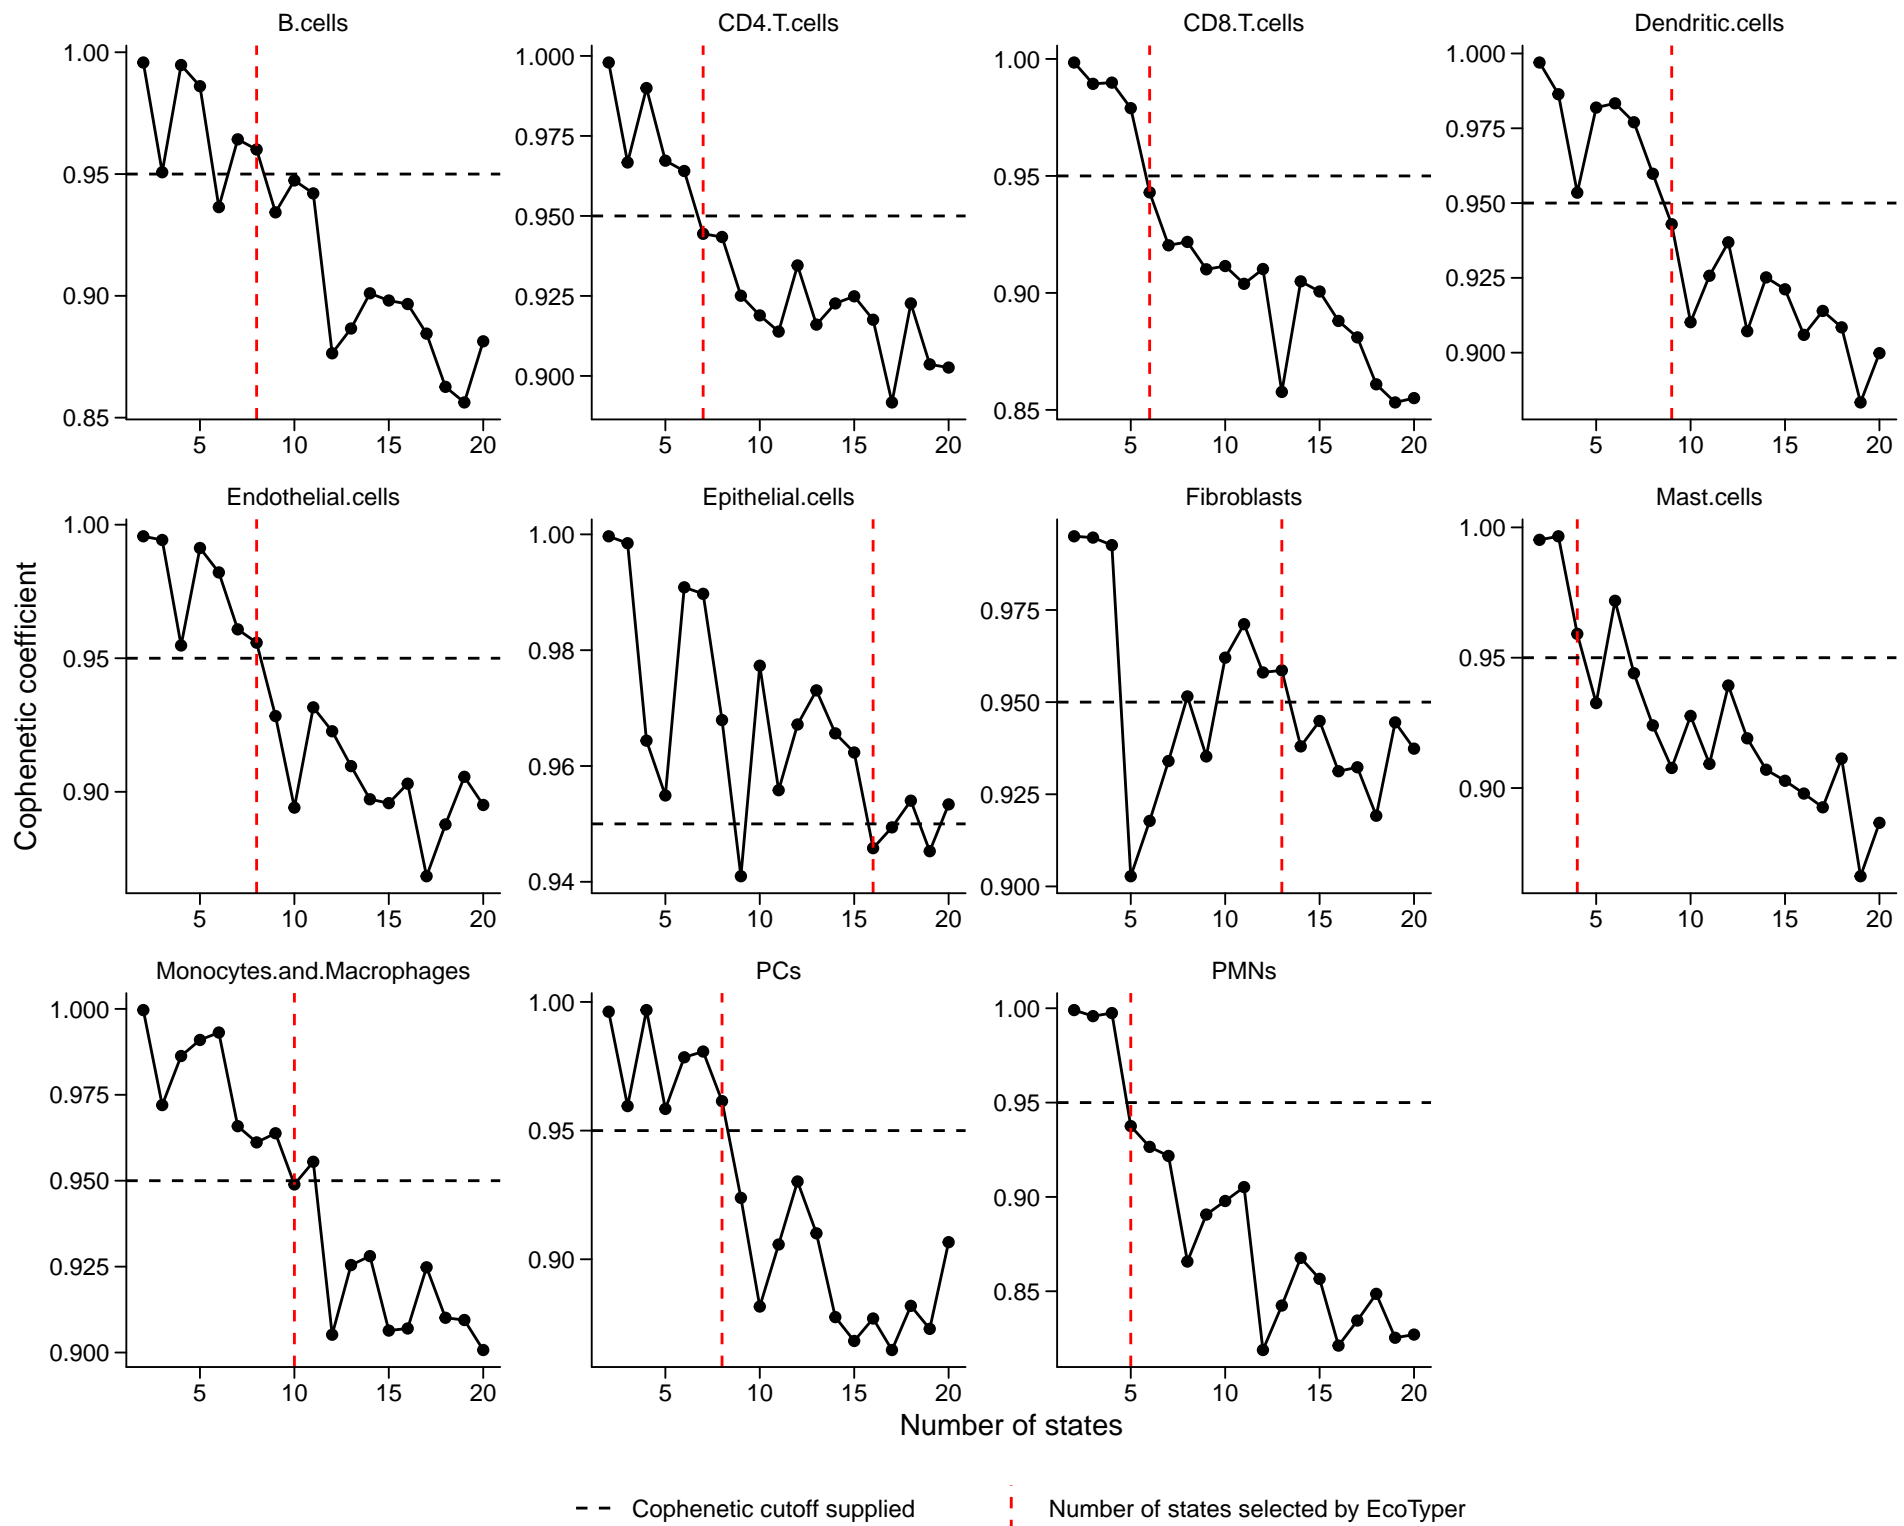 B.cells
CD4.T.cells
CD8.T.cells
Dendritic.cells
1.00
0.95
0.90
0.85
5 10 15 20
1.000
0.975
0.950
0.925
0.900
5 10 15 20
1.00
0.95
0.90
0.85
5 10 15 20
1.000
0.975
0.950
0.925
0.900
5 10 15 20
Endothelial.cells
Epithelial.cells
Fibroblasts
Mast.cells
Cophenetic coefficient
1.00
0.95
0.90
5 10 15 20
1.00
0.98
0.96
0.94
5 10 15 20
0.975
0.950
0.925
0.900
5 10 15 20
1.00
0.95
0.90
5 10 15 20
Monocytes.and.Macrophages
PCs
PMNs
1.000
0.975
0.950
0.925
0.900
5 10 15 20
1.00
0.95
0.90
5 10 15 20
1.00
0.95
0.90
0.85
5 10 15 20
Number of states
Cophenetic cutoff supplied
Number of states selected by EcoTyper